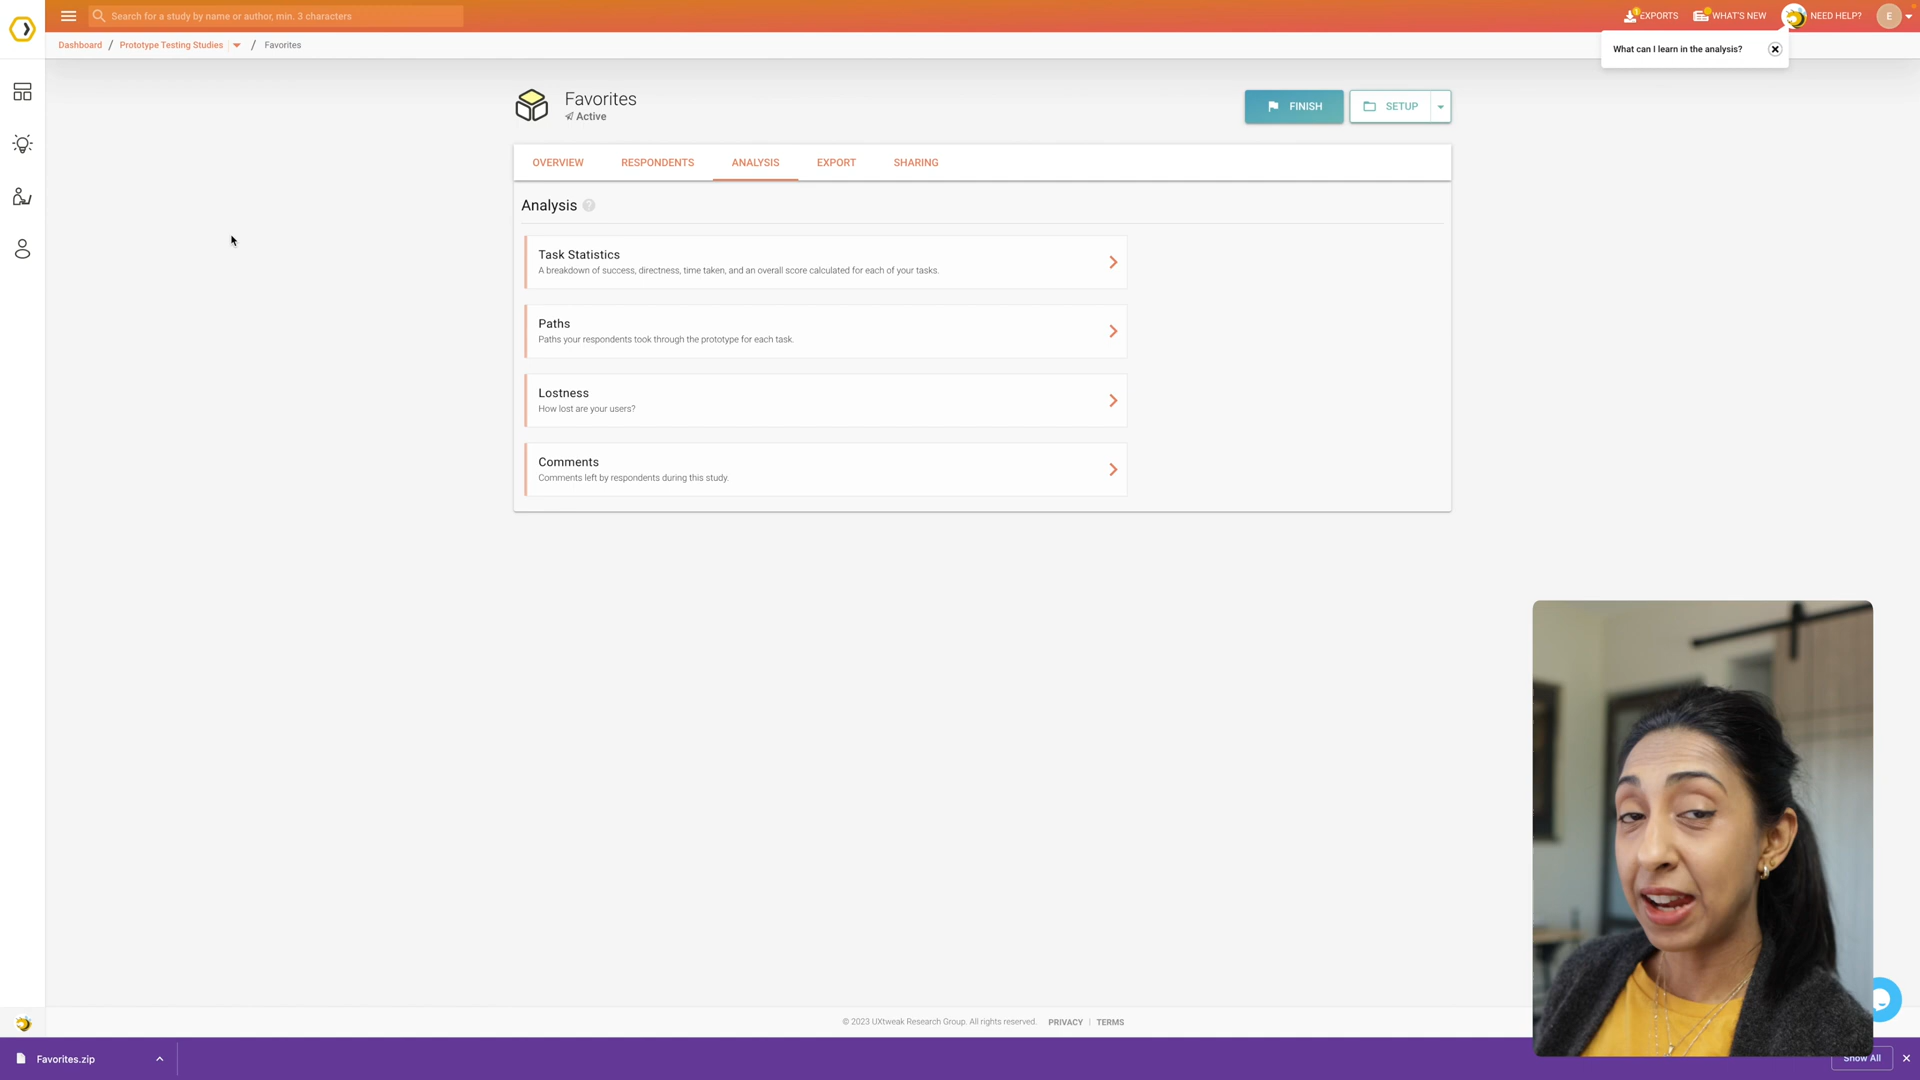 Search for a study by name or author, min. 3 characters
EXPORTS
WHAT'S NEW
NEED HELP?
E
Dashboard / Prototype Testing Studies / Favorites
What can I learn in the analysis?
Favorites
Active
FINISH
SETUP
OVERVIEW
RESPONDENTS
ANALYSIS
EXPORT
SHARING
Analysis ?
Task Statistics
A breakdown of success, directness, time taken, and an overall score calculated for each of your tasks.
Paths
Paths your respondents took through the prototype for each task.
Lostness
How lost are your users?
Comments
Comments left by respondents during this study.
© 2023 UXtweak Research Group. All rights reserved. PRIVACY | TERMS
Favorites.zip
Show All